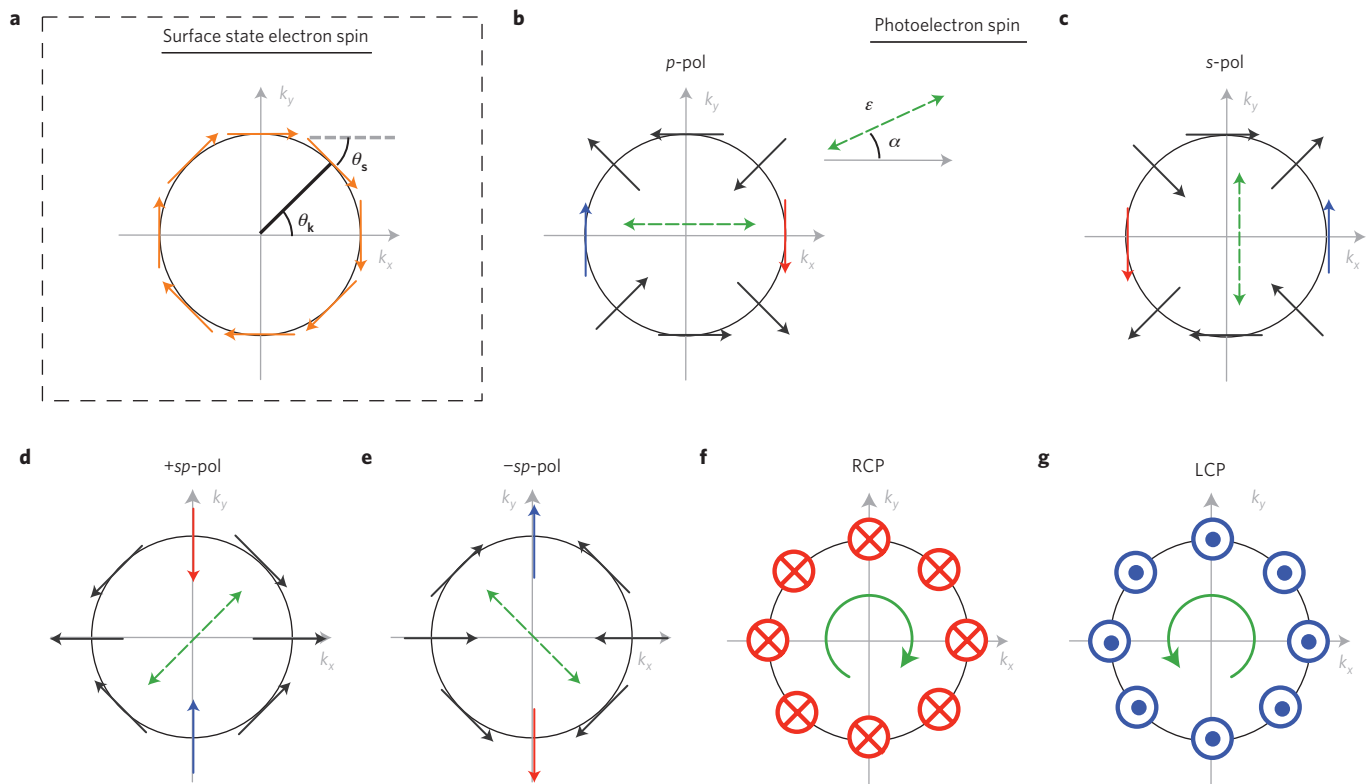 a
Surface state electron spin
k_y
θ_s
θ_k
k_x
b
Photoelectron spin
p-pol
k_y
ε
α
k_x
c
s-pol
k_y
k_x
d
+sp-pol
k_y
k_x
e
−sp-pol
k_y
k_x
f
RCP
k_y
k_x
g
LCP
k_y
k_x